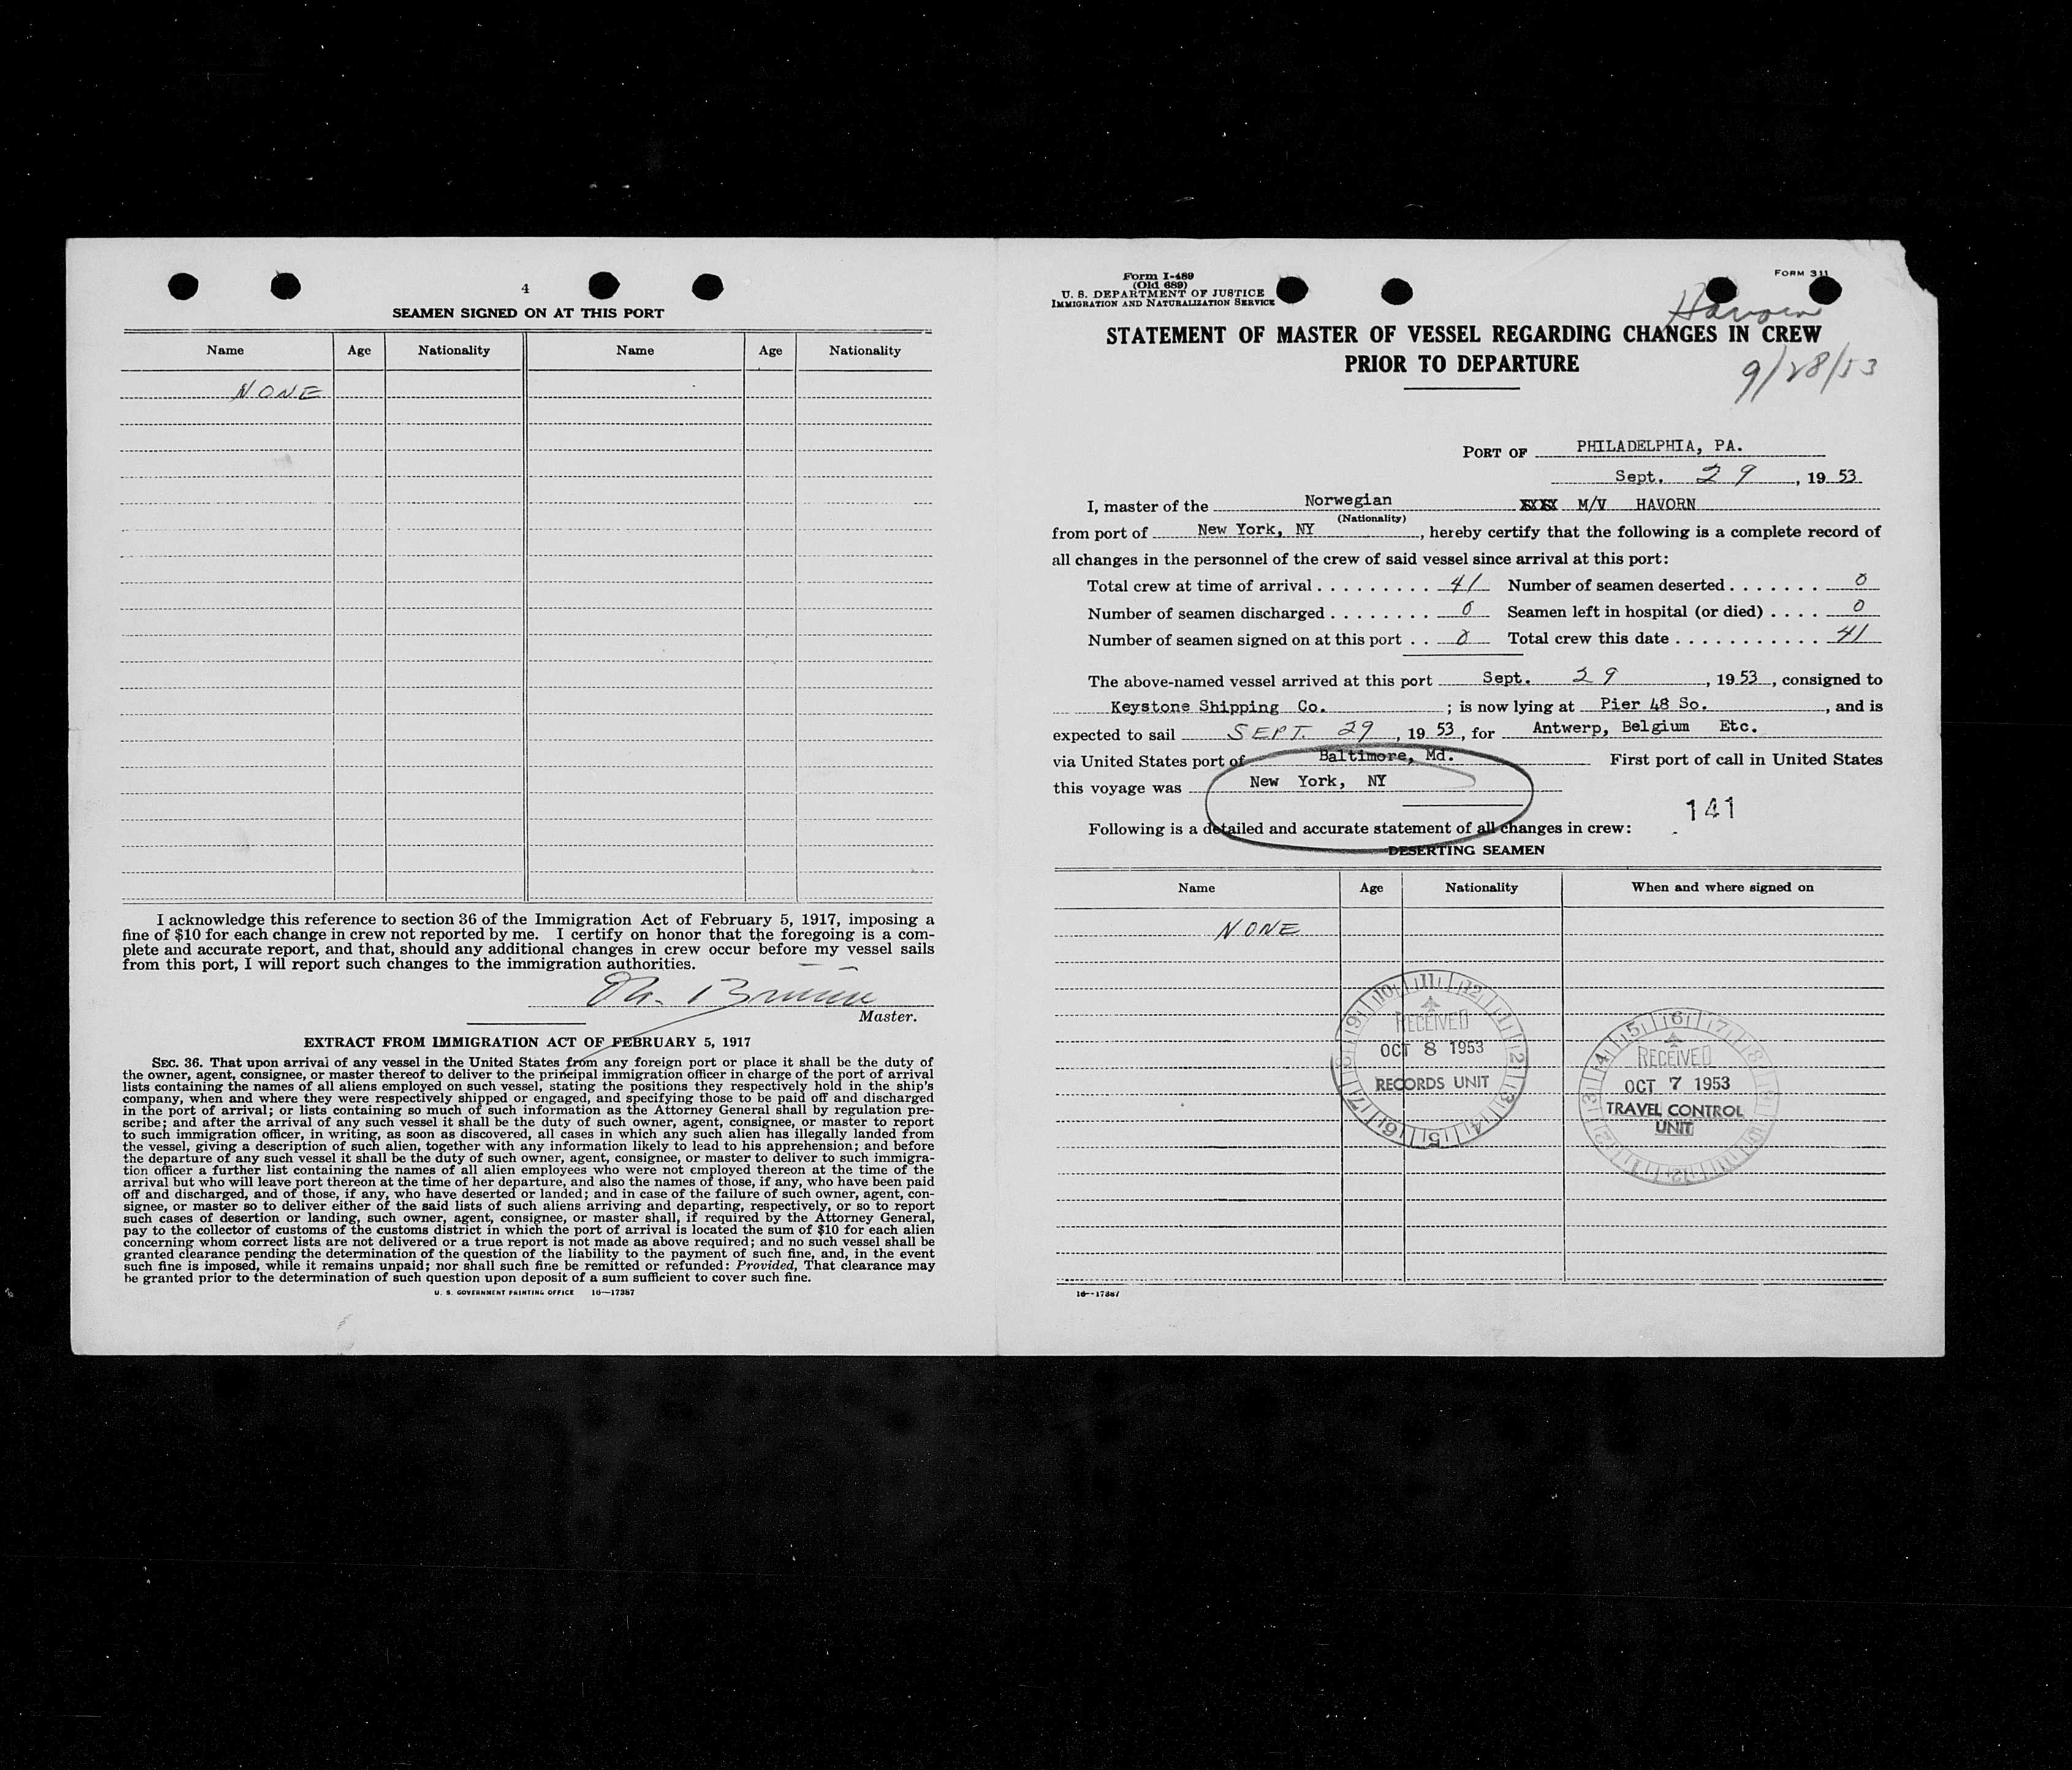 4
SEAMEN SIGNED ON AT THIS PORT
Name Age Nationality Name Age Nationality
NONE
I acknowledge this reference to section 36 of the Immigration Act of February 5, 1917, imposing a
fine of $10 for each change in crew not reported by me. I certify on honor that the foregoing is a com-
plete and accurate report, and that, should any additional changes in crew occur before my vessel sails
from this port, I will report such changes to the immigration authorities.
Master.
EXTRACT FROM IMMIGRATION ACT OF FEBRUARY 5, 1917
SEC. 36. That upon arrival of any vessel in the United States from any foreign port or place it shall be the duty of
the owner, agent, consignee, or master thereof to deliver to the principal immigration officer in charge of the port of arrival
lists containing the names of all aliens employed on such vessel, stating the positions they respectively hold in the ship's
company, when and where they were respectively shipped or engaged, and specifying those to be paid off and discharged
in the port of arrival; or lists containing so much of such information as the Attorney General shall by regulation pre-
scribe; and after the arrival of any such vessel it shall be the duty of such owner, agent, consignee, or master to report
to such immigration officer, in writing, as soon as discovered, all cases in which any such alien has illegally landed from
the vessel, giving a description of such alien, together with any information likely to lead to his apprehension; and before
the departure of any such vessel it shall be the duty of such owner, agent, consignee, or master to deliver to such immigra-
tion officer a further list containing the names of all alien employees who were not employed thereon at the time of the
arrival but who will leave port thereon at the time of her departure, and also the names of those, if any, who have been paid
off and discharged, and of those, if any, who have deserted or landed; and in case of the failure of such owner, agent, con-
signee, or master so to deliver either of the said lists of such aliens arriving and departing, respectively, or so to report
such cases of desertion or landing, such owner, agent, consignee, or master shall, if required by the Attorney General,
pay to the collector of customs of the customs district in which the port of arrival is located the sum of $10 for each alien
concerning whom correct lists are not delivered or a true report is not made as above required; and no such vessel shall be
granted clearance pending the determination of the question of the liability to the payment of such fine, and, in the event
such fine is imposed, while it remains unpaid; nor shall such fine be remitted or refunded: Provided, That clearance may
be granted prior to the determination of such question upon deposit of a sum sufficient to cover such fine.
U. S. GOVERNMENT PRINTING OFFICE 16—17387
Form I-489
(Old 689)
U. S. DEPARTMENT OF JUSTICE
IMMIGRATION AND NATURALIZATION SERVICE
FORM 311
Havorn
STATEMENT OF MASTER OF VESSEL REGARDING CHANGES IN CREW
PRIOR TO DEPARTURE
9/28/53
PORT OF PHILADELPHIA, PA.
Sept. 29, 1953
I, master of the Norwegian XXXX M/V HAVORN
(Nationality)
from port of New York, NY, hereby certify that the following is a complete record of
all changes in the personnel of the crew of said vessel since arrival at this port:
Total crew at time of arrival . . . . . . . . . 41 Number of seamen deserted . . . . . . . 0
Number of seamen discharged . . . . . . . . 0 Seamen left in hospital (or died) . . . . 0
Number of seamen signed on at this port . . 0 Total crew this date . . . . . . . . . . . 41
The above-named vessel arrived at this port Sept. 29, 1953, consigned to
Keystone Shipping Co. ; is now lying at Pier 48 So., and is
expected to sail SEPT. 29, 1953, for Antwerp, Belgium Etc.
via United States port of Baltimore, Md. First port of call in United States
this voyage was New York, NY
141
Following is a detailed and accurate statement of all changes in crew:
DESERTING SEAMEN
Name Age Nationality When and where signed on
NONE
RECEIVED
OCT 8 1953
RECORDS UNIT
RECEIVED
OCT 7 1953
TRAVEL CONTROL
UNIT
16—17387